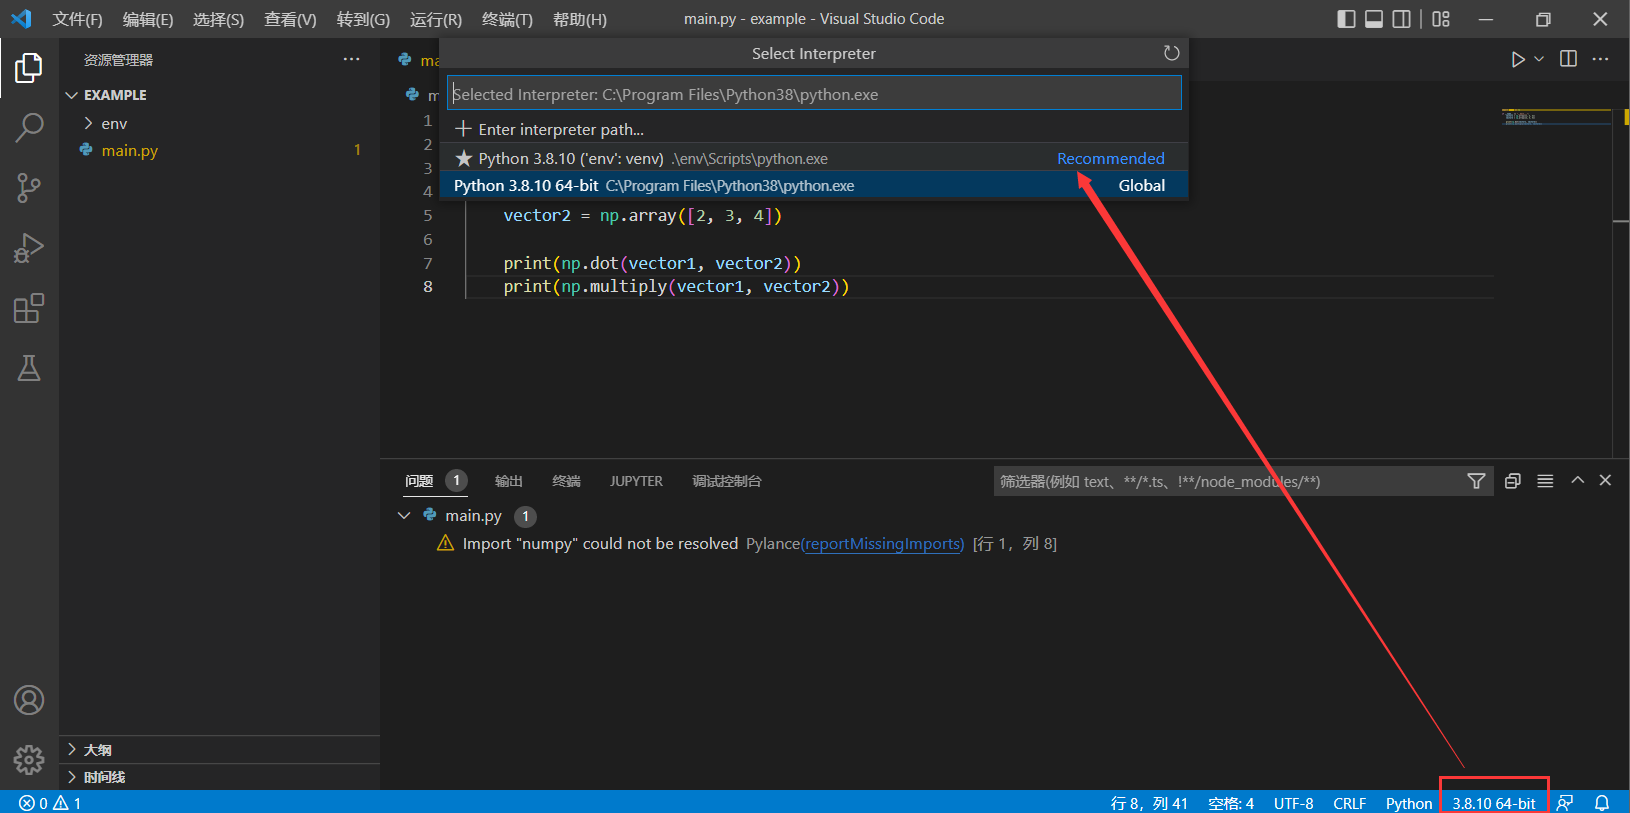 文件(F) 编辑(E) 选择(S) 查看(V) 转到(G) 运行(R) 终端(T) 帮助(H) main.py - example - Visual Studio Code
资源管理器
EXAMPLE
env
main.py 1
Select Interpreter
Selected Interpreter: C:\Program Files\Python38\python.exe
Enter interpreter path...
Python 3.8.10 ('env': venv) .\env\Scripts\python.exe Recommended
Python 3.8.10 64-bit C:\Program Files\Python38\python.exe Global
1
2
3
4
5 vector2 = np.array([2, 3, 4])
6
7 print(np.dot(vector1, vector2))
8 print(np.multiply(vector1, vector2))
问题 1 输出 终端 JUPYTER 调试控制台 筛选器(例如 text、**/*.ts、!**/node_modules/**)
main.py 1
Import "numpy" could not be resolved Pylance(reportMissingImports) [行 1，列 8]
大纲
时间线
0 1 行 8，列 41 空格: 4 UTF-8 CRLF Python 3.8.10 64-bit